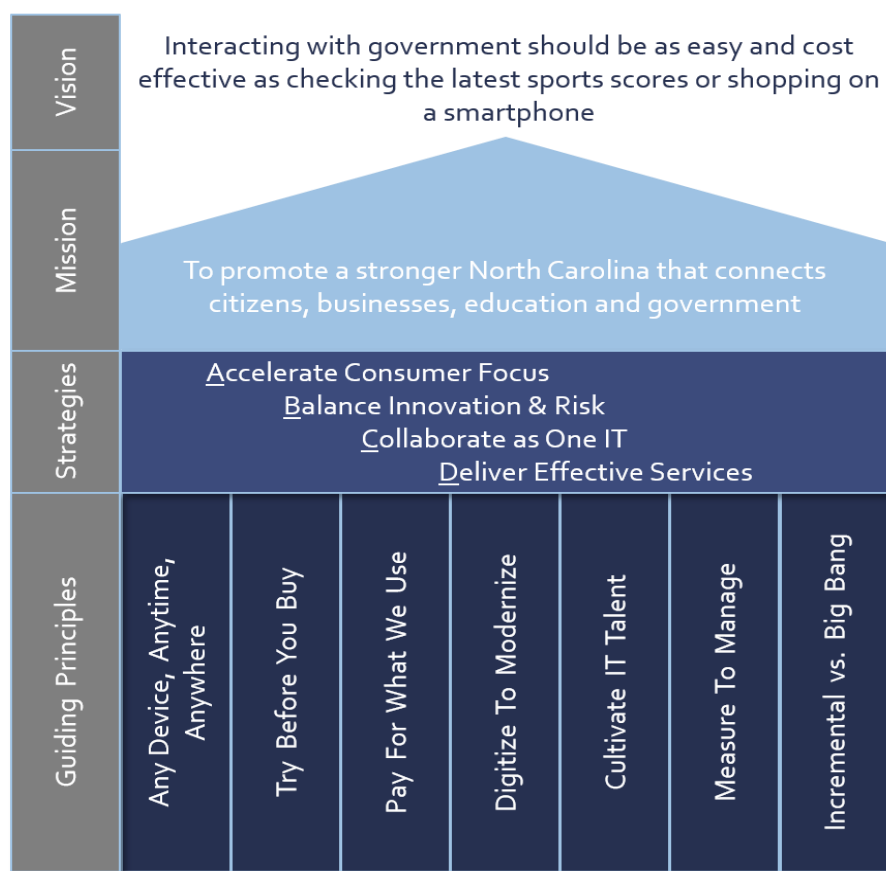 Vision
Interacting with government should be as easy and cost
effective as checking the latest sports scores or shopping on
a smartphone
Mission
To promote a stronger North Carolina that connects
citizens, businesses, education and government
Strategies
Accelerate Consumer Focus
Balance Innovation & Risk
Collaborate as One IT
Deliver Effective Services
Guiding Principles
Any Device, Anytime,
Anywhere
Try Before You Buy
Pay For What We Use
Digitize To Modernize
Cultivate IT Talent
Measure To Manage
Incremental vs. Big Bang